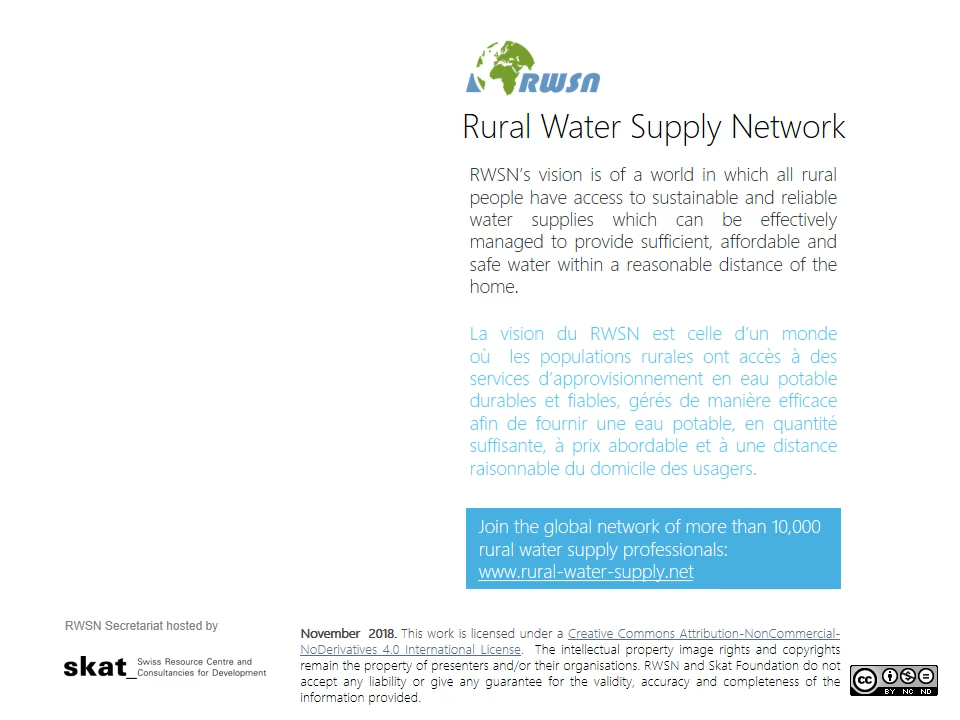 RWSN
Rural Water Supply Network
RWSN's vision is of a world in which all rural
people have access to sustainable and reliable
water supplies which can be effectively
managed to provide sufficient, affordable and
safe water within a reasonable distance of the
home.
La vision du RWSN est celle d'un monde
où les populations rurales ont accès à des
services d'approvisionnement en eau potable
durables et fiables, gérés de manière efficace
afin de fournir une eau potable, en quantité
suffisante, à prix abordable et à une distance
raisonnable du domicile des usagers.
Join the global network of more than 10,000
rural water supply professionals:
www.rural-water-supply.net
RWSN Secretariat hosted by
skat_
Swiss Resource Centre and
Consultancies for Development
November 2018. This work is licensed under a Creative Commons Attribution-NonCommercial-
NoDerivatives 4.0 International License. The intellectual property image rights and copyrights
remain the property of presenters and/or their organisations. RWSN and Skat Foundation do not
accept any liability or give any guarantee for the validity, accuracy and completeness of the
information provided.
cc
BY NC ND